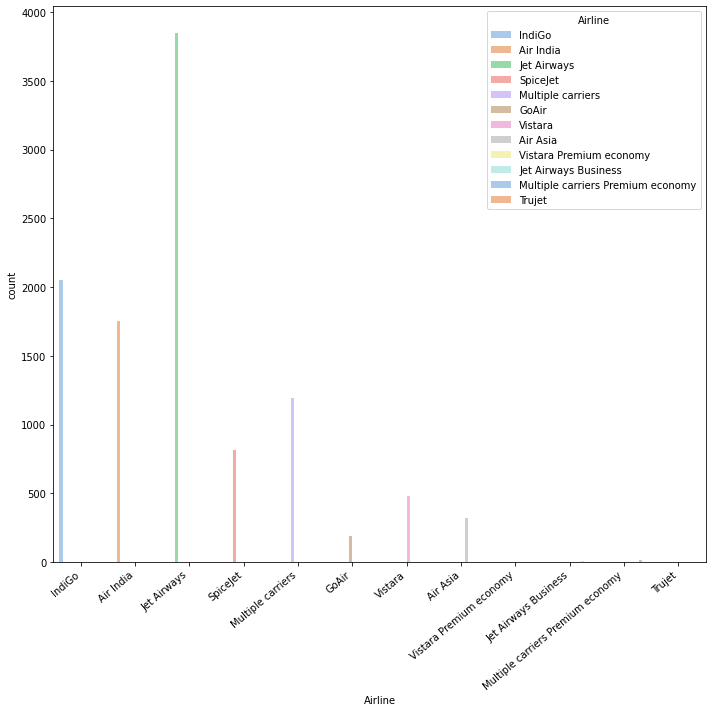 4000
3500
3000
2500
2000
1500
1000
500
0
count
Airline
IndiGo
Air India
Jet Airways
SpiceJet
Multiple carriers
GoAir
Vistara
Air Asia
Vistara Premium economy
Jet Airways Business
Multiple carriers Premium economy
Trujet
IndiGo
Air India
Jet Airways
SpiceJet
Multiple carriers
GoAir
Vistara
Air Asia
Vistara Premium economy
Jet Airways Business
Multiple carriers Premium economy
Trujet
Airline